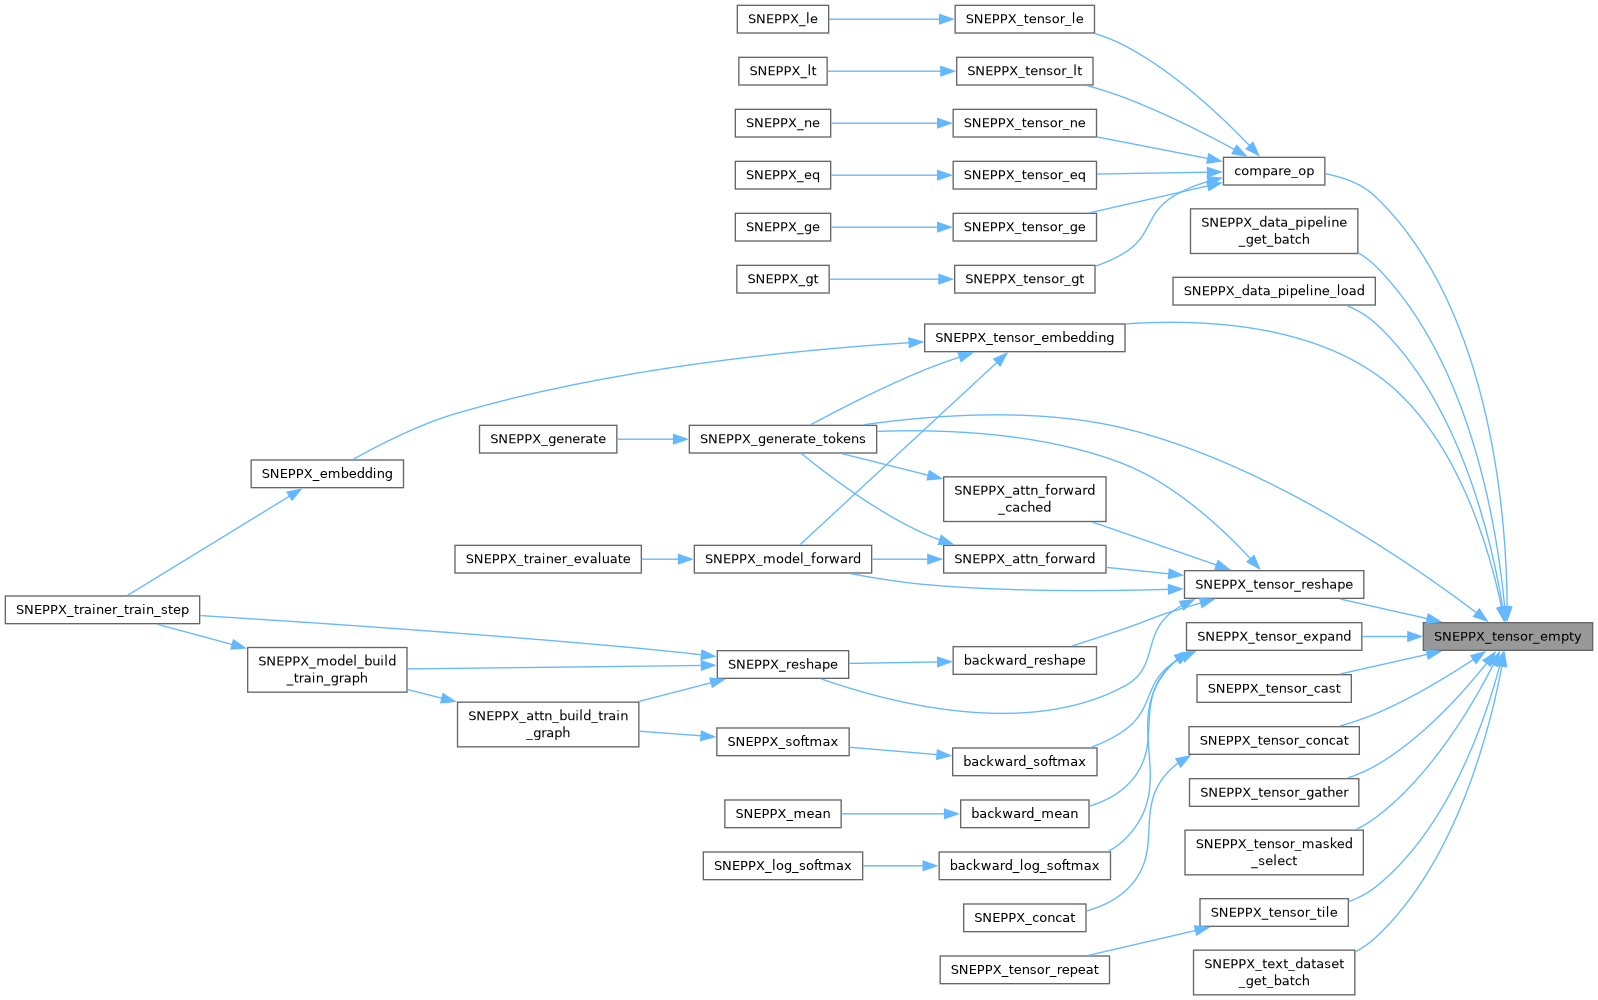 SNEPPX_le
SNEPPX_tensor_le
SNEPPX_lt
SNEPPX_tensor_lt
SNEPPX_ne
SNEPPX_tensor_ne
SNEPPX_eq
SNEPPX_tensor_eq
compare_op
SNEPPX_ge
SNEPPX_tensor_ge
SNEPPX_data_pipeline
_get_batch
SNEPPX_gt
SNEPPX_tensor_gt
SNEPPX_data_pipeline_load
SNEPPX_tensor_embedding
SNEPPX_generate
SNEPPX_generate_tokens
SNEPPX_embedding
SNEPPX_attn_forward
_cached
SNEPPX_trainer_evaluate
SNEPPX_model_forward
SNEPPX_attn_forward
SNEPPX_tensor_reshape
SNEPPX_trainer_train_step
SNEPPX_tensor_expand
SNEPPX_tensor_empty
SNEPPX_model_build
_train_graph
SNEPPX_reshape
backward_reshape
SNEPPX_tensor_cast
SNEPPX_attn_build_train
_graph
SNEPPX_softmax
SNEPPX_tensor_concat
backward_softmax
SNEPPX_tensor_gather
SNEPPX_mean
backward_mean
SNEPPX_tensor_masked
_select
SNEPPX_log_softmax
backward_log_softmax
SNEPPX_concat
SNEPPX_tensor_tile
SNEPPX_tensor_repeat
SNEPPX_text_dataset
_get_batch